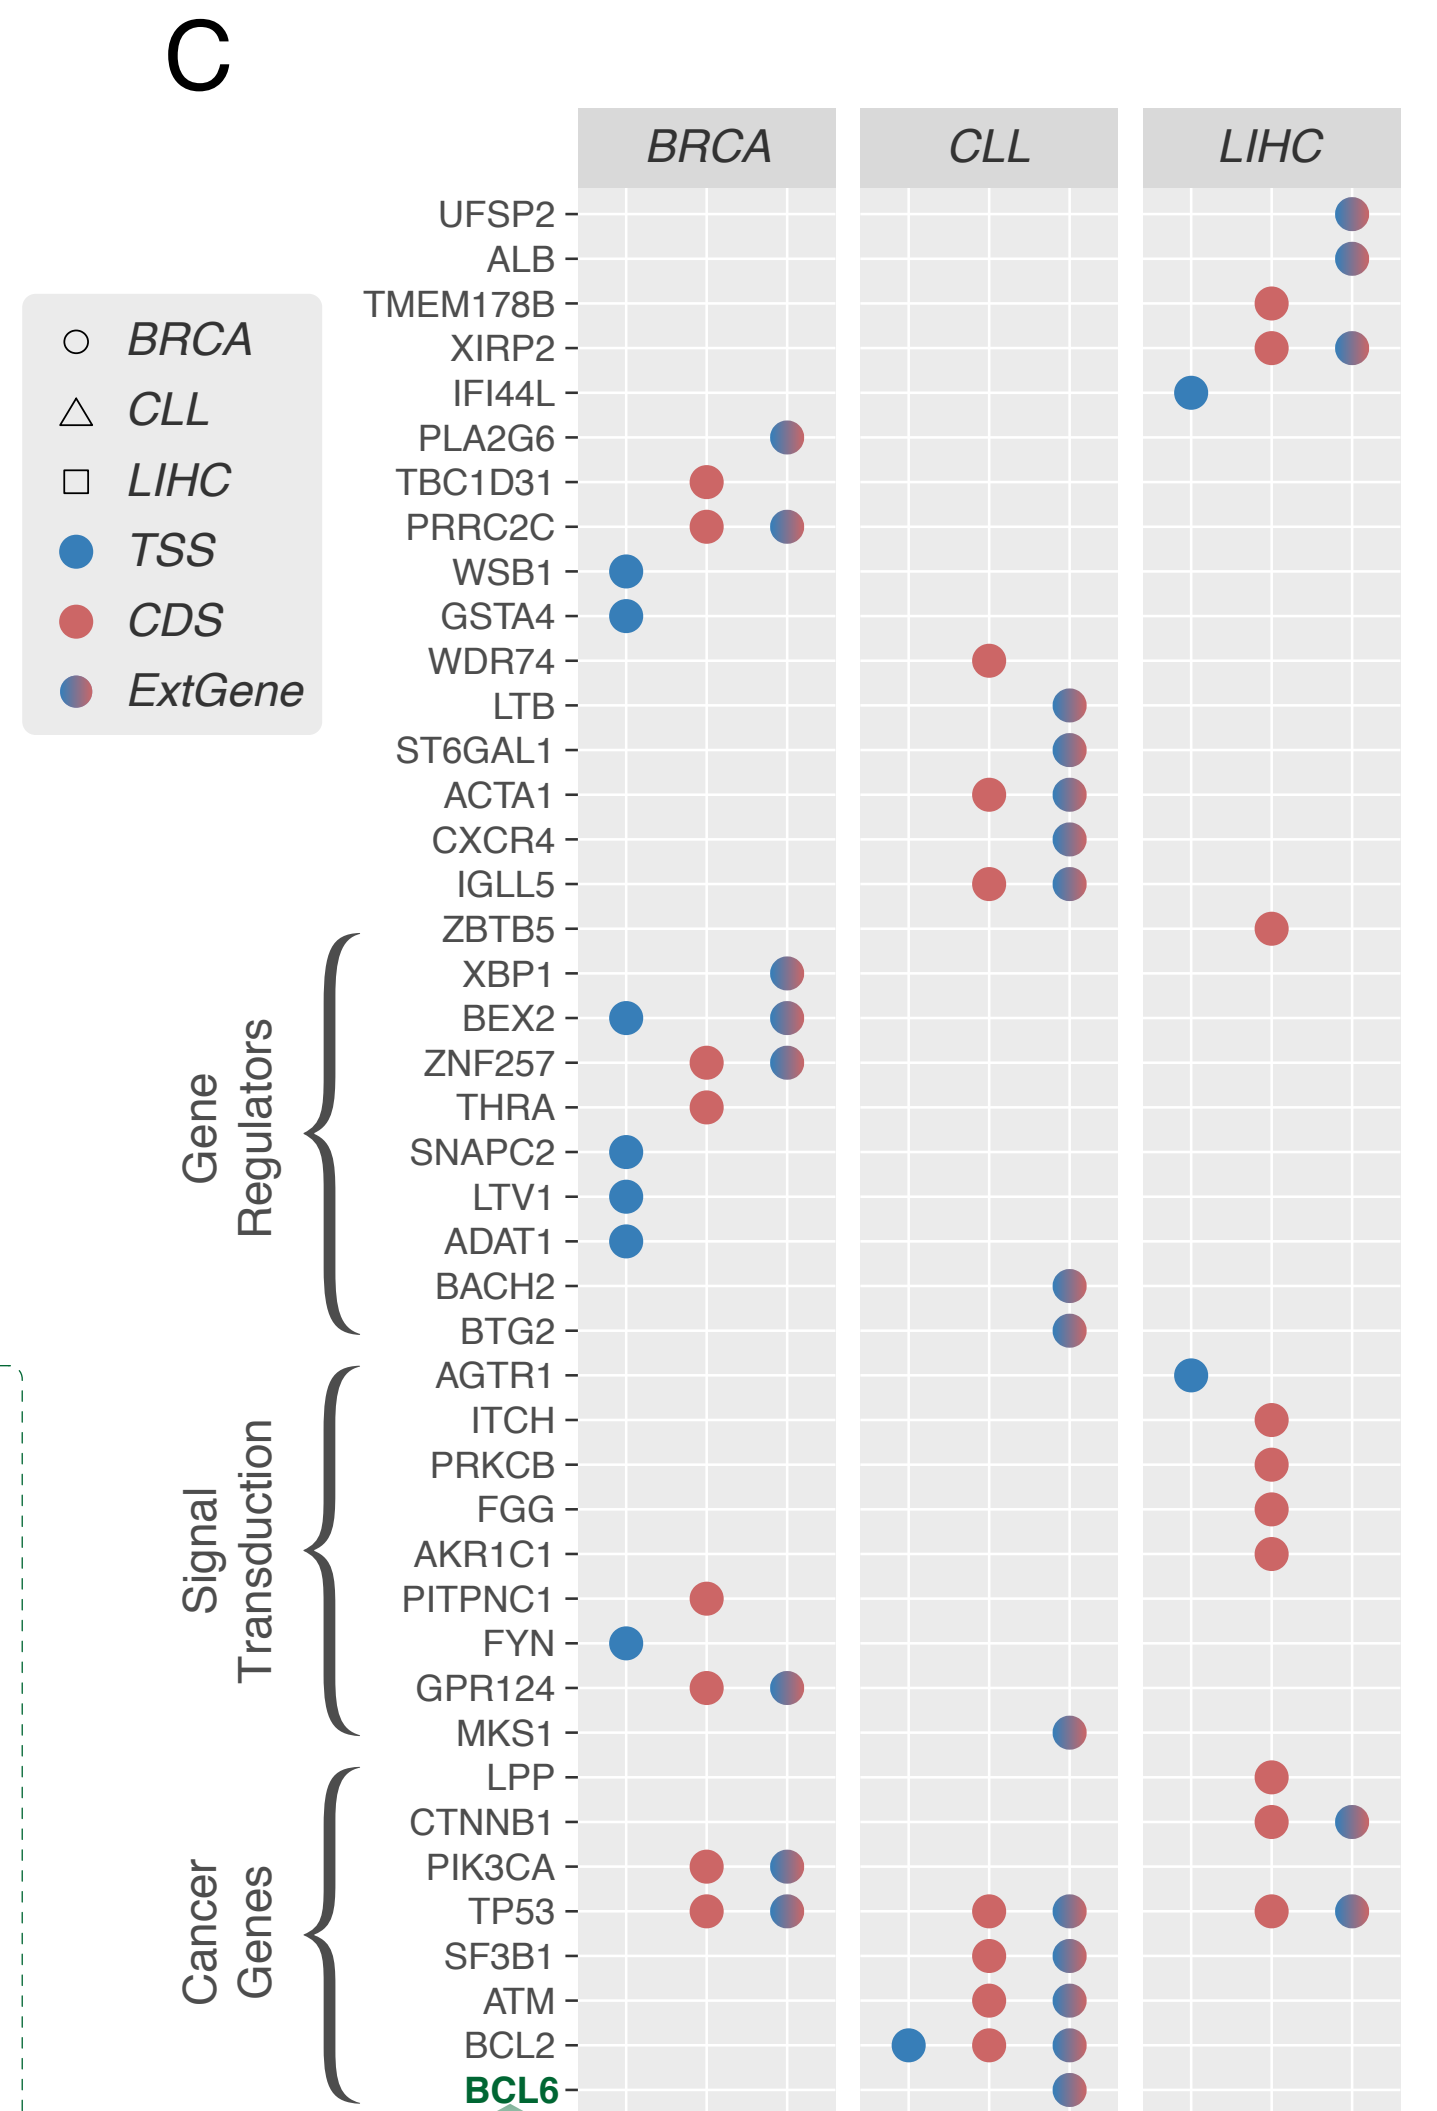 C
BRCA CLL LIHC
BRCA
CLL
LIHC
TSS
CDS
ExtGene
UFSP2
ALB
TMEM178B
XIRP2
IFI44L
PLA2G6
TBC1D31
PRRC2C
WSB1
GSTA4
WDR74
LTB
ST6GAL1
ACTA1
CXCR4
IGLL5
Gene
Regulators
ZBTB5
XBP1
BEX2
ZNF257
THRA
SNAPC2
LTV1
ADAT1
BACH2
BTG2
Signal
Transduction
AGTR1
ITCH
PRKCB
FGG
AKR1C1
PITPNC1
FYN
GPR124
MKS1
Cancer
Genes
LPP
CTNNB1
PIK3CA
TP53
SF3B1
ATM
BCL2
BCL6